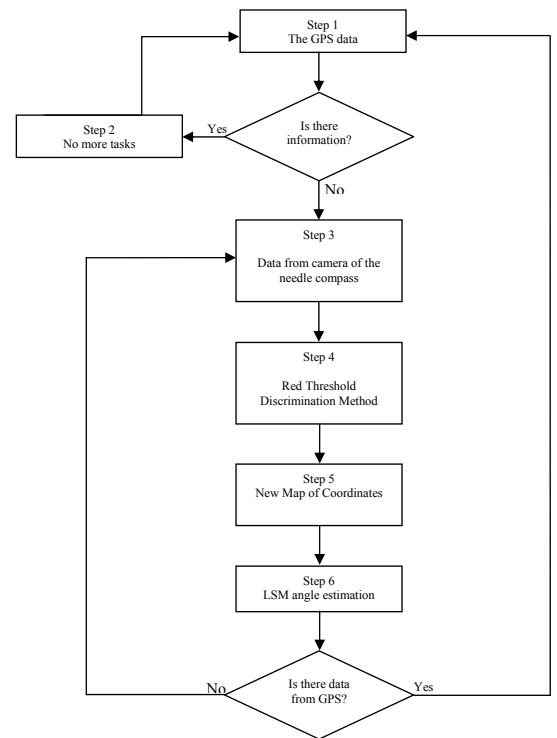 Step 1
The GPS data
Is there
information?
Yes
Step 2
No more tasks
No
Step 3
Data from camera of the
needle compass
Step 4
Red Threshold
Discrimination Method
Step 5
New Map of Coordinates
Step 6
LSM angle estimation
Is there data
from GPS?
No
Yes